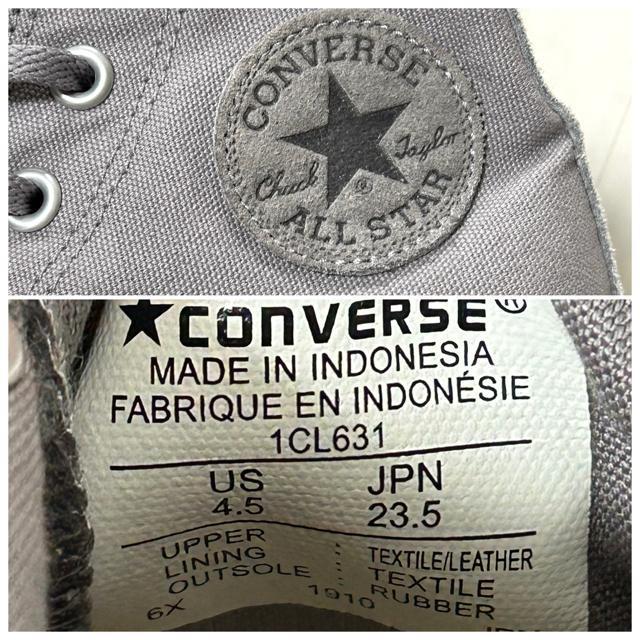 CONVERSE
Chuck Taylor
®
ALL STAR
CONVERSE®
MADE IN INDONESIA
FABRIQUE EN INDONÉSIE
1CL631
US JPN
4.5 23.5
UPPER : TEXTILE/LEATHER
LINING : TEXTILE
OUTSOLE : RUBBER
6X 1910